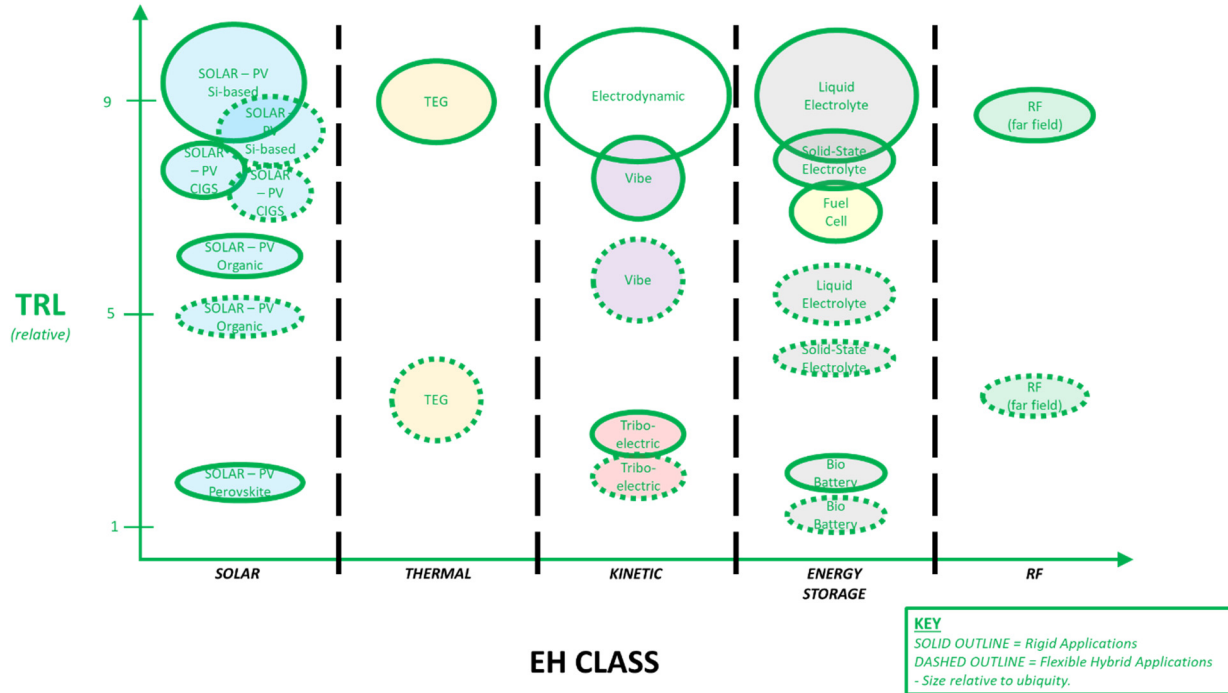 SOLAR – PV
Si-based
SOLAR –
PV
Si-based
SOLAR
– PV
CIGS
SOLAR
– PV
CIGS
SOLAR – PV
Organic
SOLAR – PV
Organic
SOLAR – PV
Perovskite
TEG
TEG
Electrodynamic
Vibe
Vibe
Tribo-
electric
Tribo-
electric
Liquid
Electrolyte
Solid-State
Electrolyte
Fuel
Cell
Liquid
Electrolyte
Solid-State
Electrolyte
Bio
Battery
Bio
Battery
RF
(far field)
RF
(far field)
9
5
1
TRL
(relative)
SOLAR
THERMAL
KINETIC
ENERGY
STORAGE
RF
EH CLASS
KEY
SOLID OUTLINE = Rigid Applications
DASHED OUTLINE = Flexible Hybrid Applications
- Size relative to ubiquity.